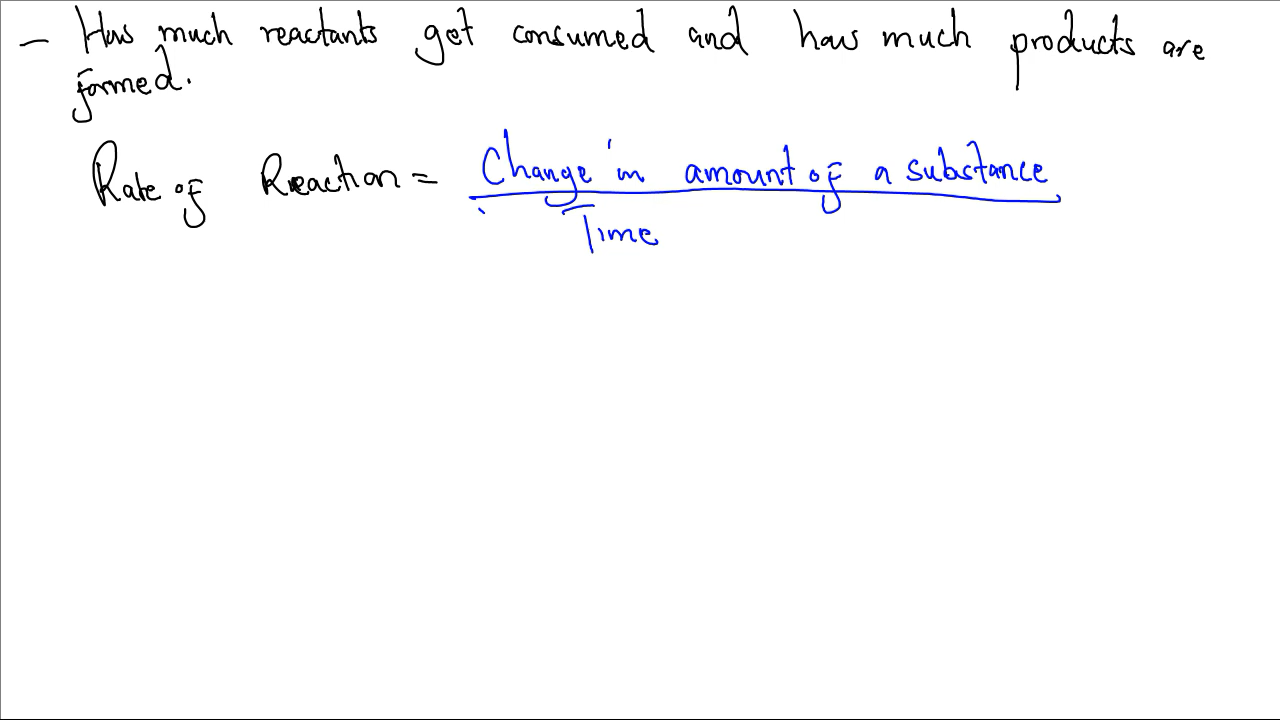 – How much reactants get consumed and how much products are
formed.
Rate of Reaction = Change in amount of a substance
Time